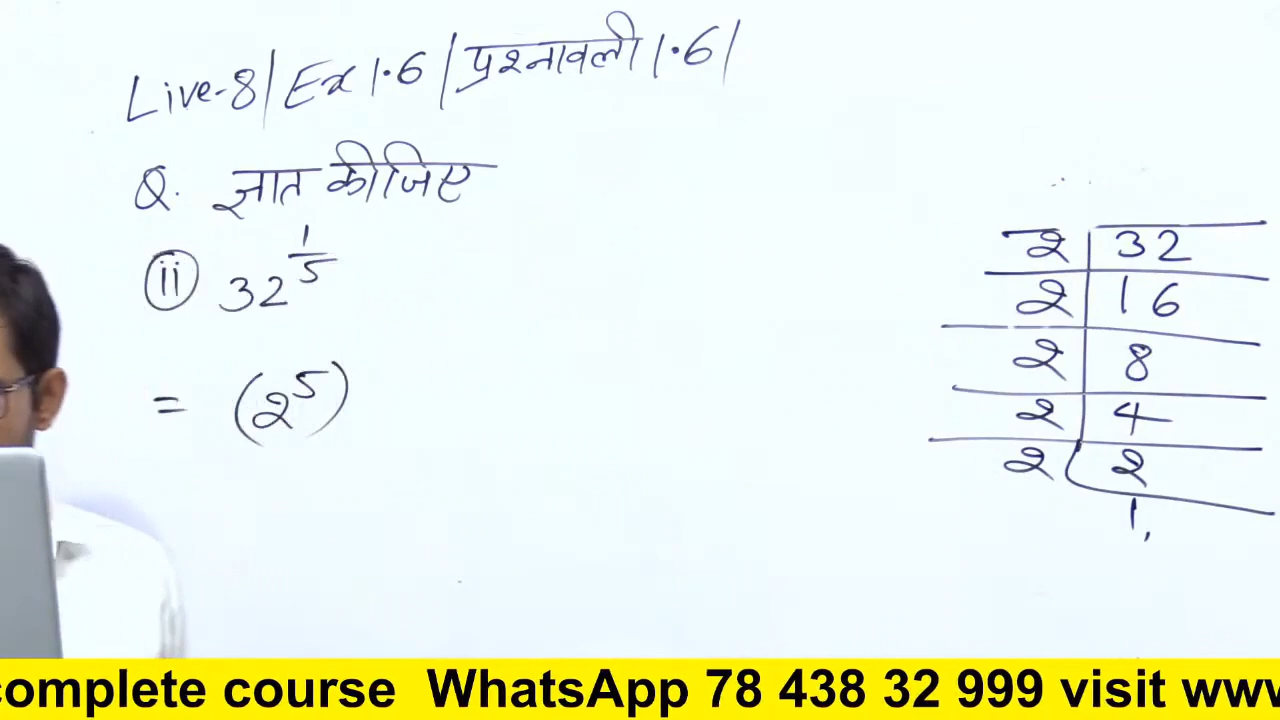 Live-8| Ex 1.6 | प्रश्नावली 1.6|
Q. ज्ञात कीजिए
ii 32^{1/5}
= (2^5)
2 | 32
2 | 16
2 | 8
2 | 4
2 | 2
1,
complete course WhatsApp 78 438 32 999 visit www